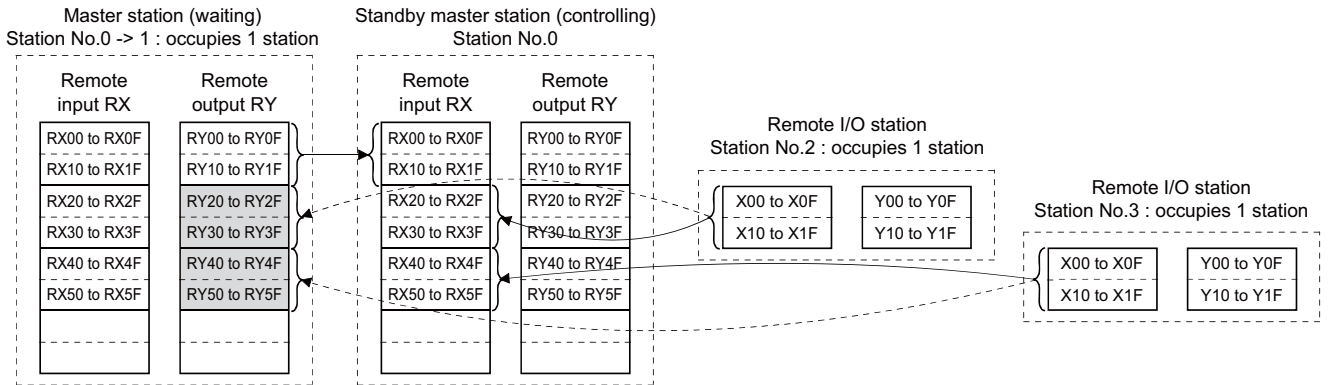 Master station (waiting)
Station No.0 -> 1 : occupies 1 station
Remote
input RX
Remote
output RY
RX00 to RX0F
RX10 to RX1F
RX20 to RX2F
RX30 to RX3F
RX40 to RX4F
RX50 to RX5F
RY00 to RY0F
RY10 to RY1F
RY20 to RY2F
RY30 to RY3F
RY40 to RY4F
RY50 to RY5F
Standby master station (controlling)
Station No.0
Remote
input RX
Remote
output RY
RX00 to RX0F
RX10 to RX1F
RX20 to RX2F
RX30 to RX3F
RX40 to RX4F
RX50 to RX5F
RY00 to RY0F
RY10 to RY1F
RY20 to RY2F
RY30 to RY3F
RY40 to RY4F
RY50 to RY5F
Remote I/O station
Station No.2 : occupies 1 station
X00 to X0F
X10 to X1F
Y00 to Y0F
Y10 to Y1F
Remote I/O station
Station No.3 : occupies 1 station
X00 to X0F
X10 to X1F
Y00 to Y0F
Y10 to Y1F